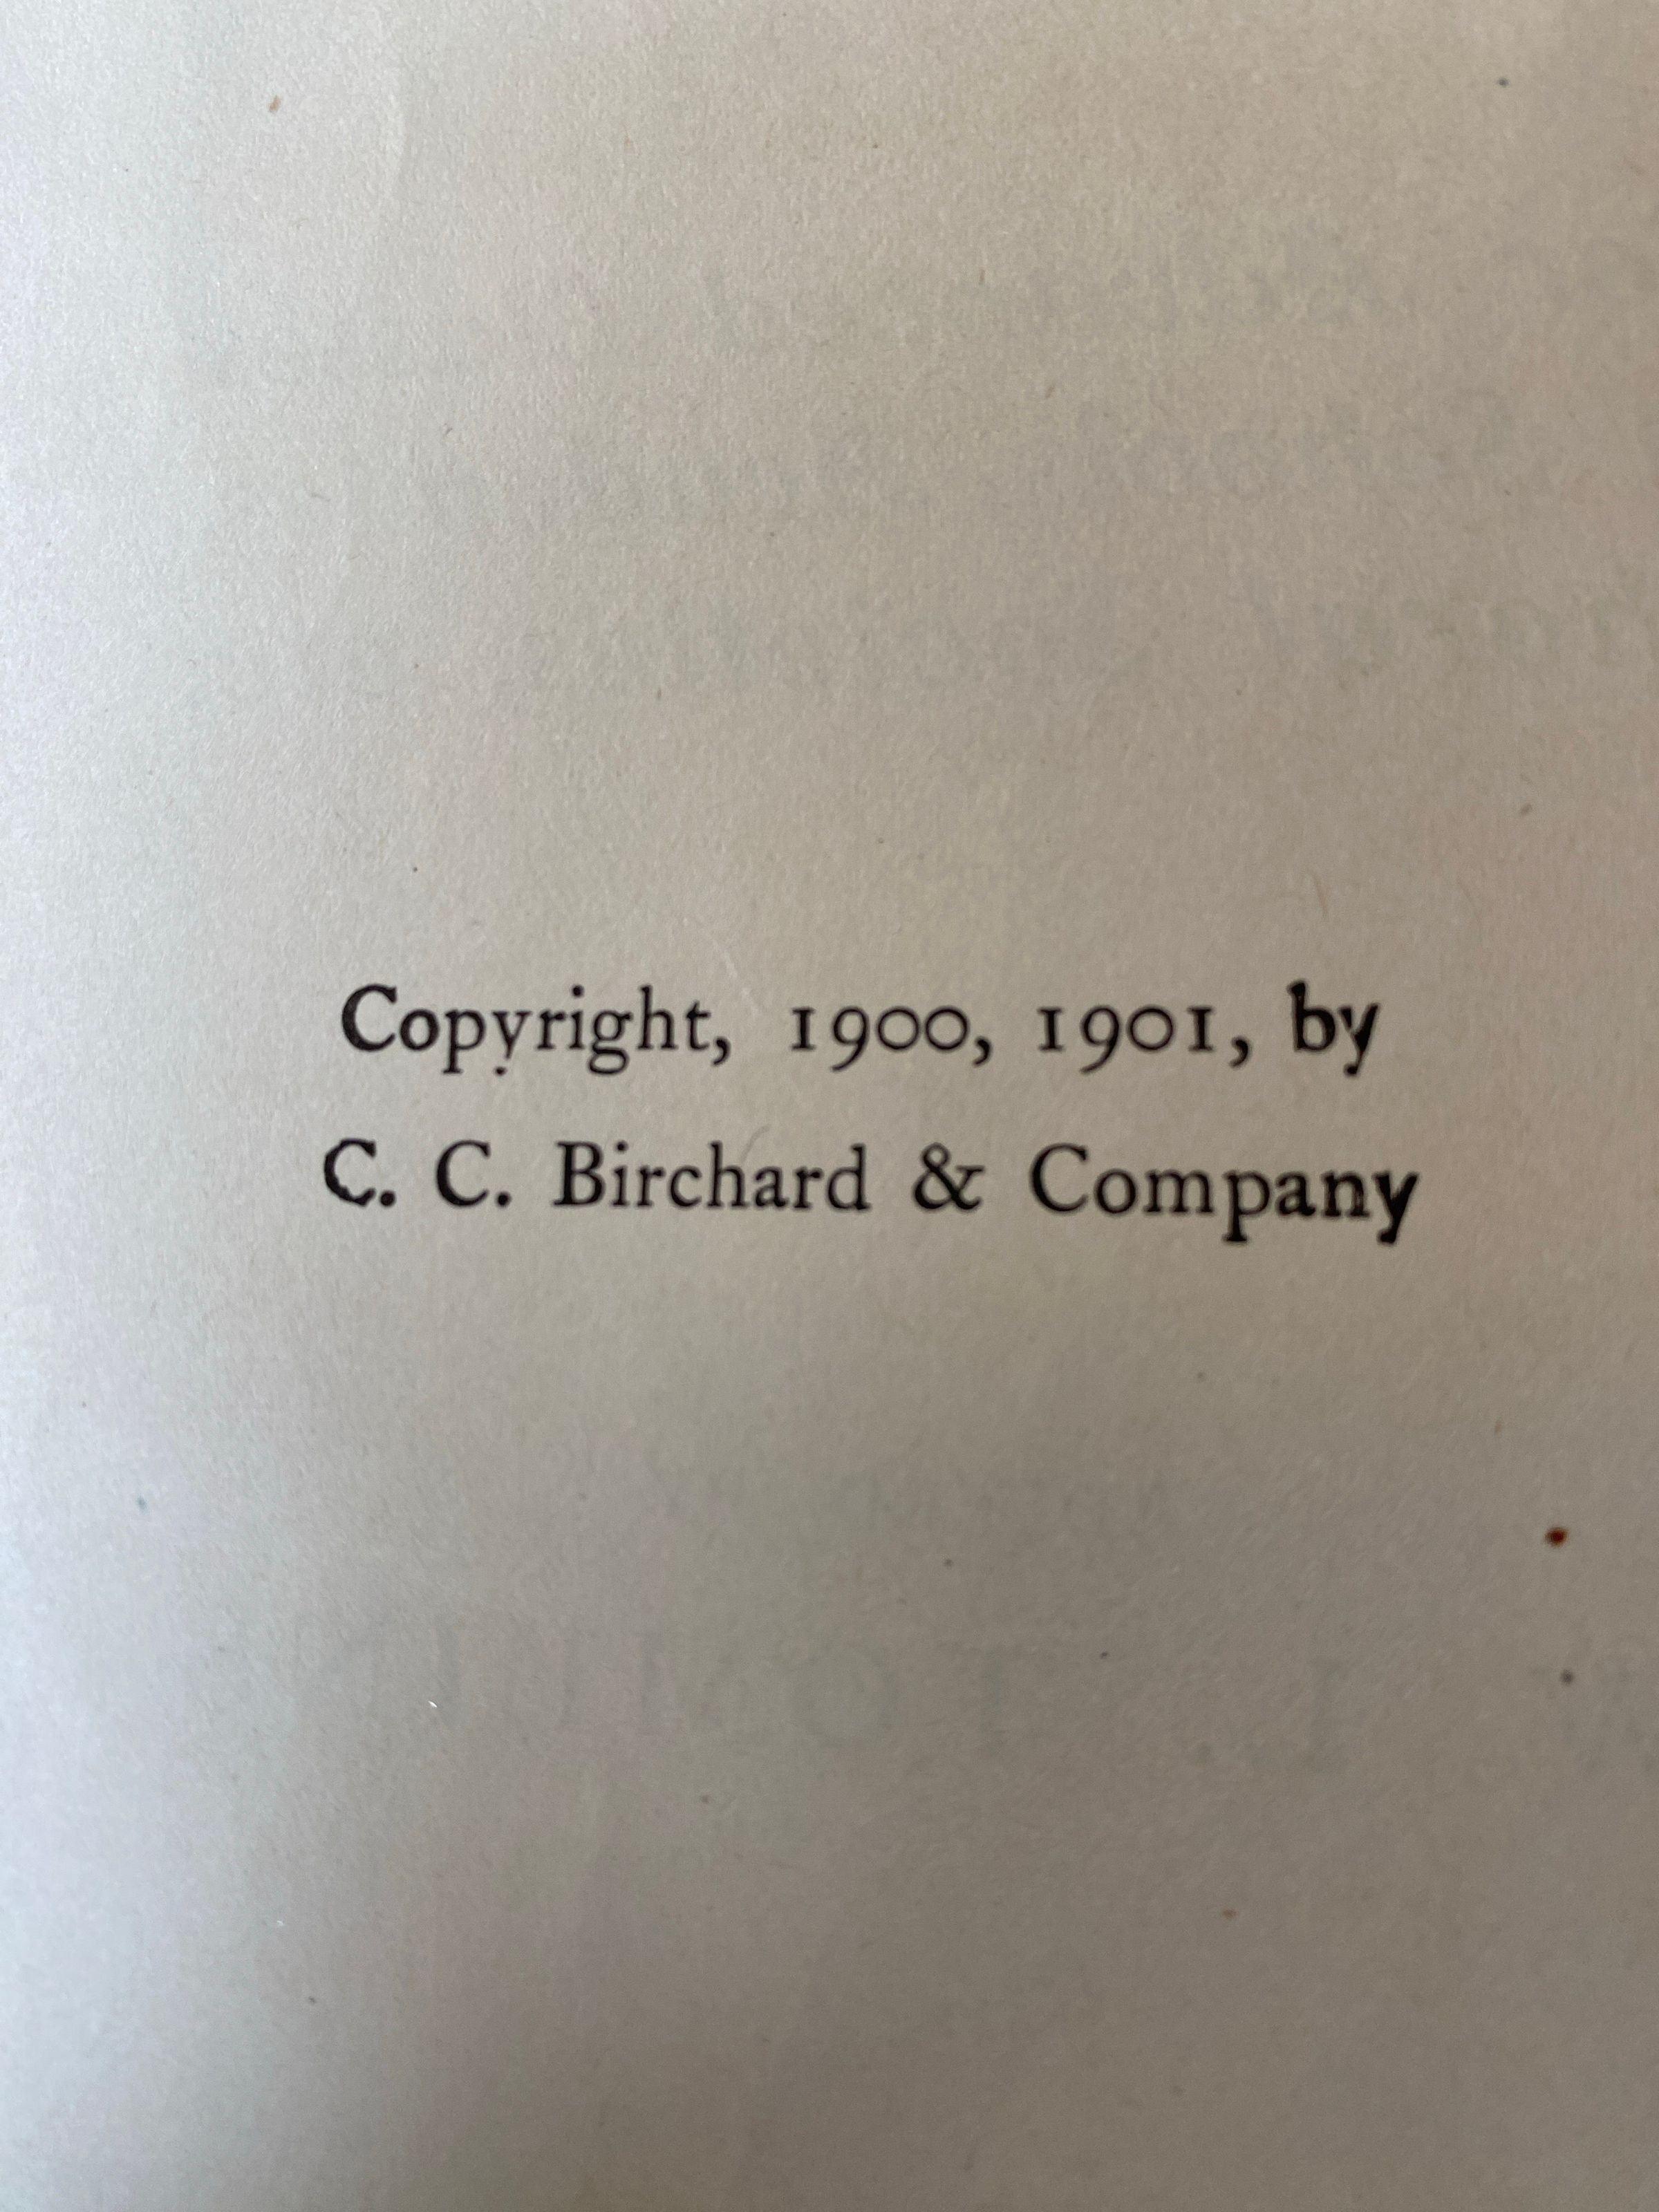 Copyright, 1900, 1901, by
C. C. Birchard & Company